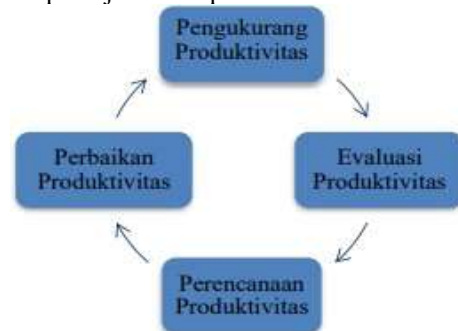 Pengukurang
Produktivitas
Perbaikan
Produktivitas
Evaluasi
Produktivitas
Perencanaan
Produktivitas